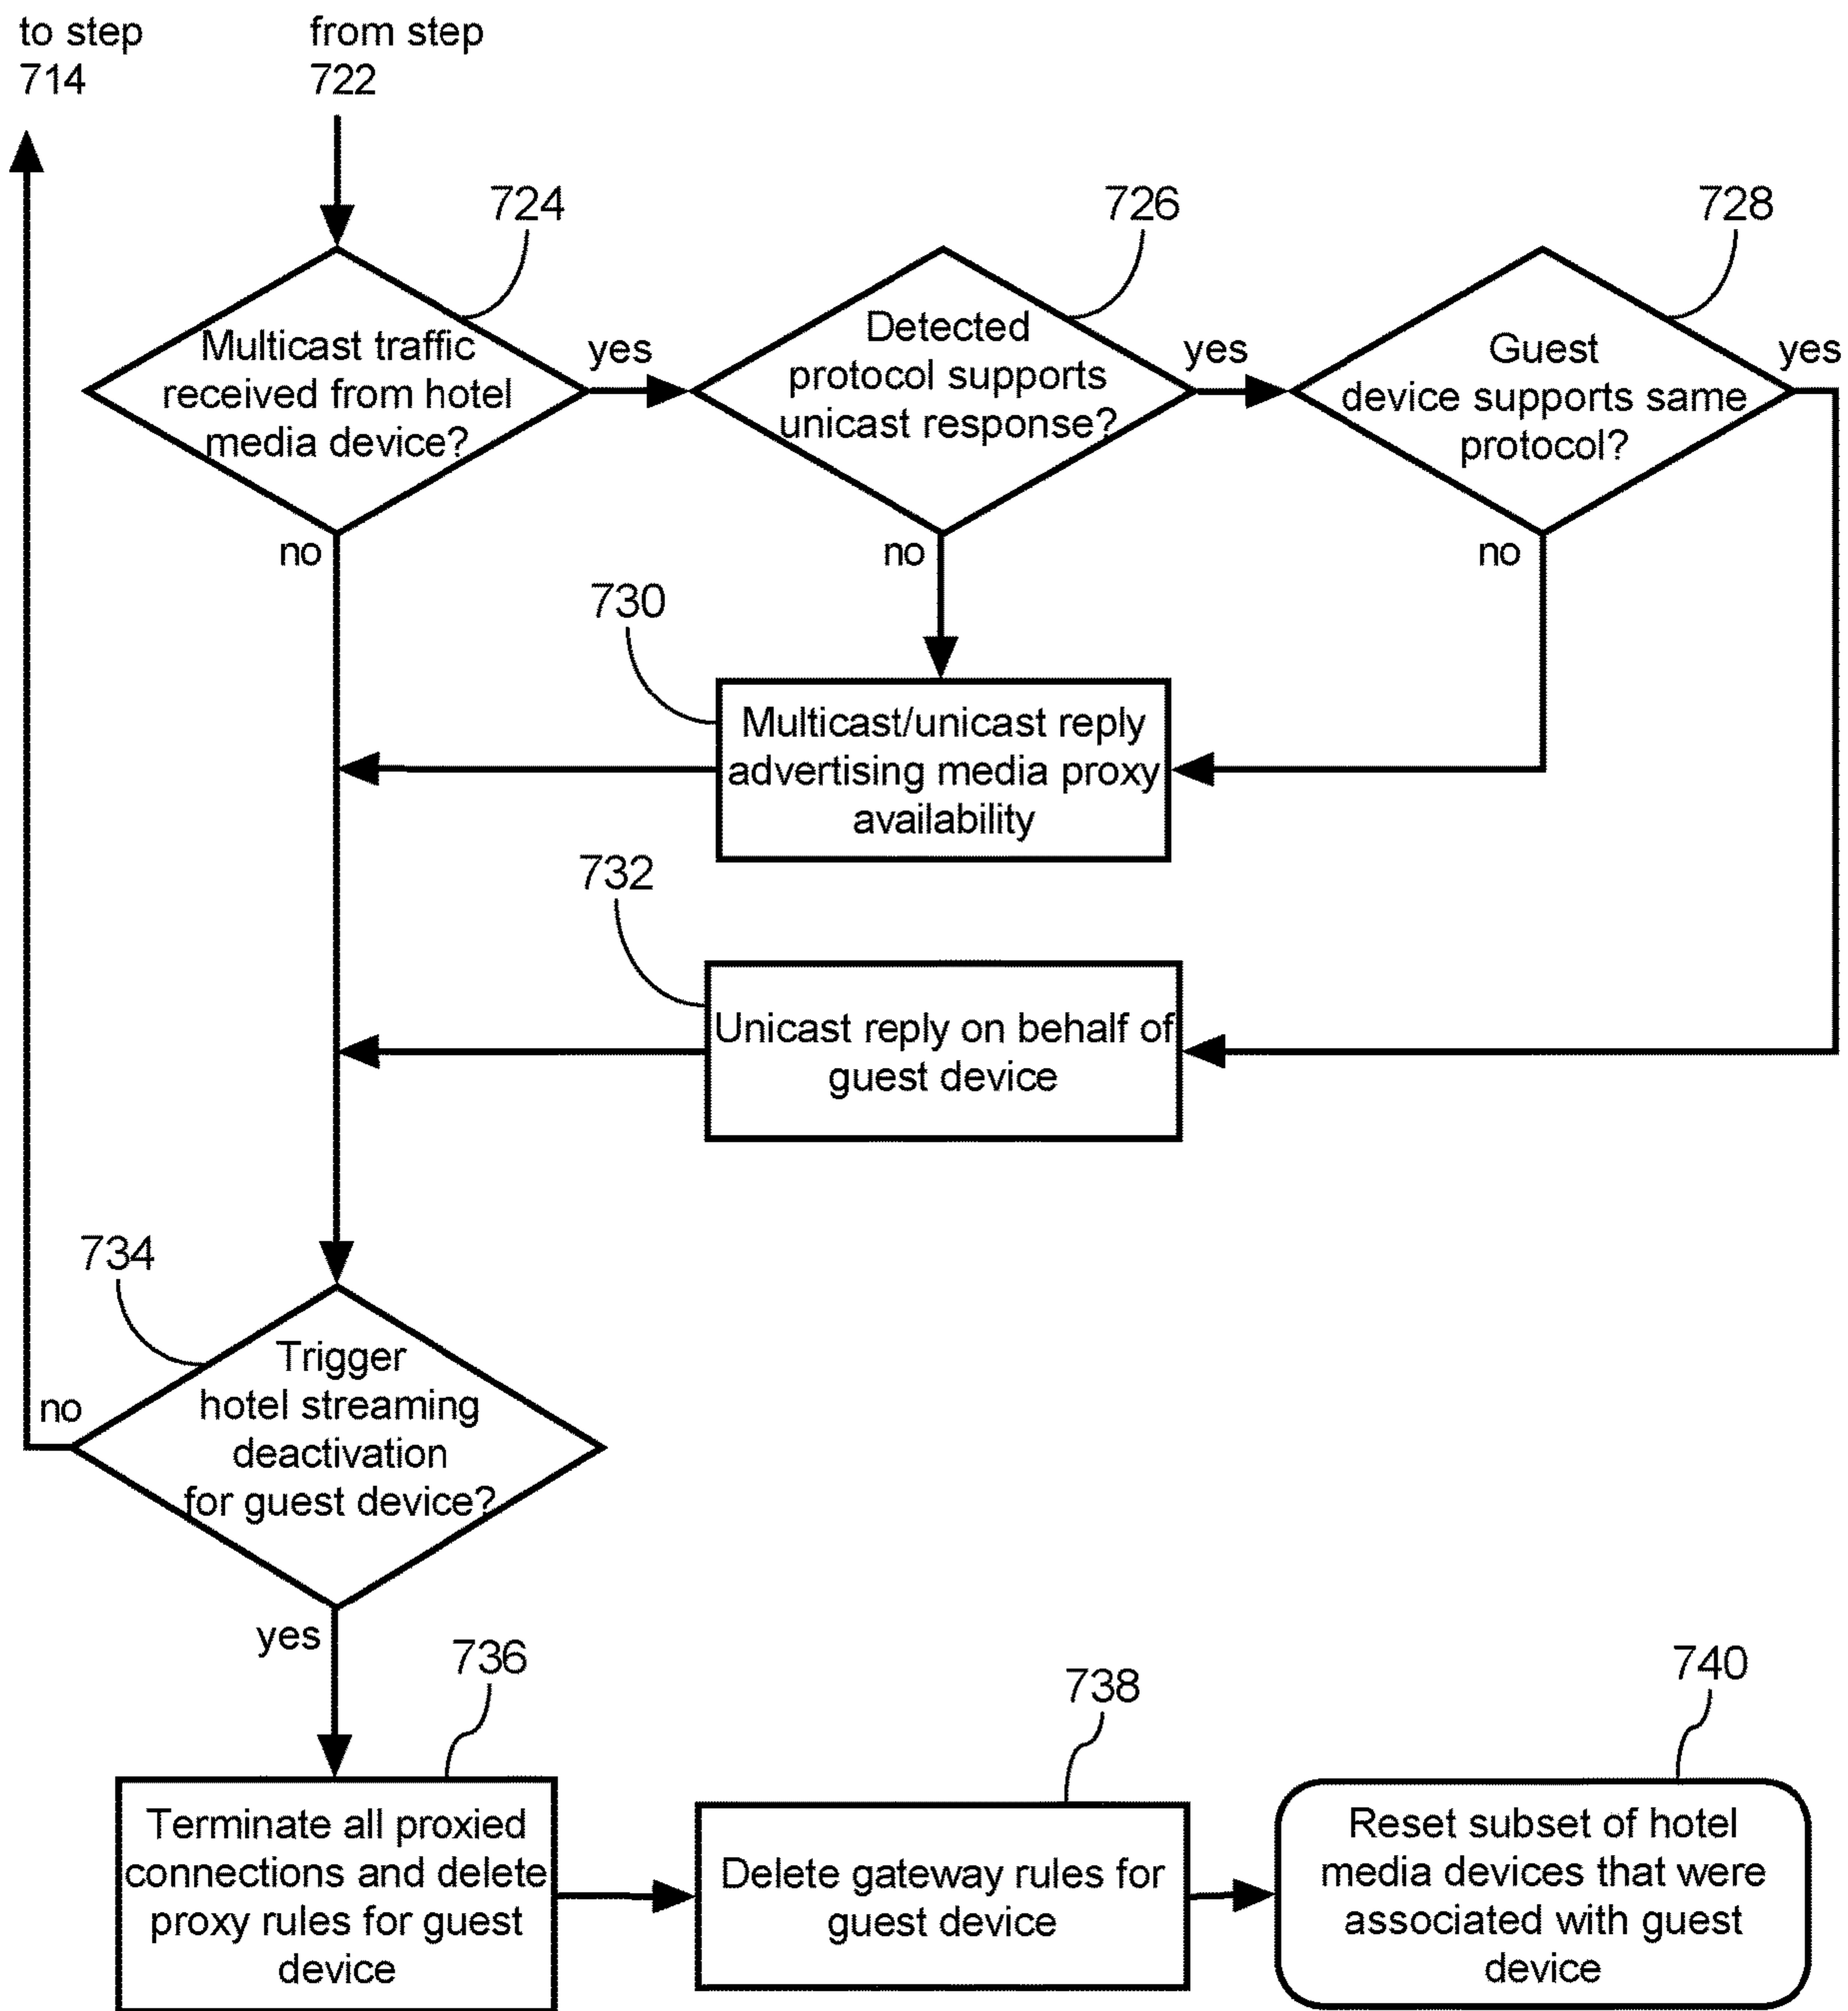 to step
714
from step
722
724
Multicast traffic
received from hotel
media device?
yes
no
726
Detected
protocol supports
unicast response?
yes
no
728
Guest
device supports same
protocol?
yes
no
730
Multicast/unicast reply
advertising media proxy
availability
732
Unicast reply on behalf of
guest device
734
Trigger
hotel streaming
deactivation
for guest device?
no
yes
736
Terminate all proxied
connections and delete
proxy rules for guest
device
738
Delete gateway rules for
guest device
740
Reset subset of hotel
media devices that were
associated with guest
device